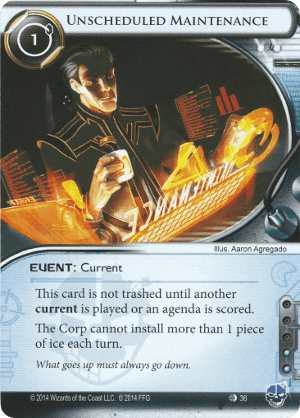 UNSCHEDULED MAINTENANCE
1
MAINTENANCE
Illus. Aaron Agregado
EVENT: Current
This card is not trashed until another
current is played or an agenda is scored.
The Corp cannot install more than 1 piece
of ice each turn.
What goes up must always go down.
© 2014 Wizards of the Coast LLC. © 2014 FFG
36